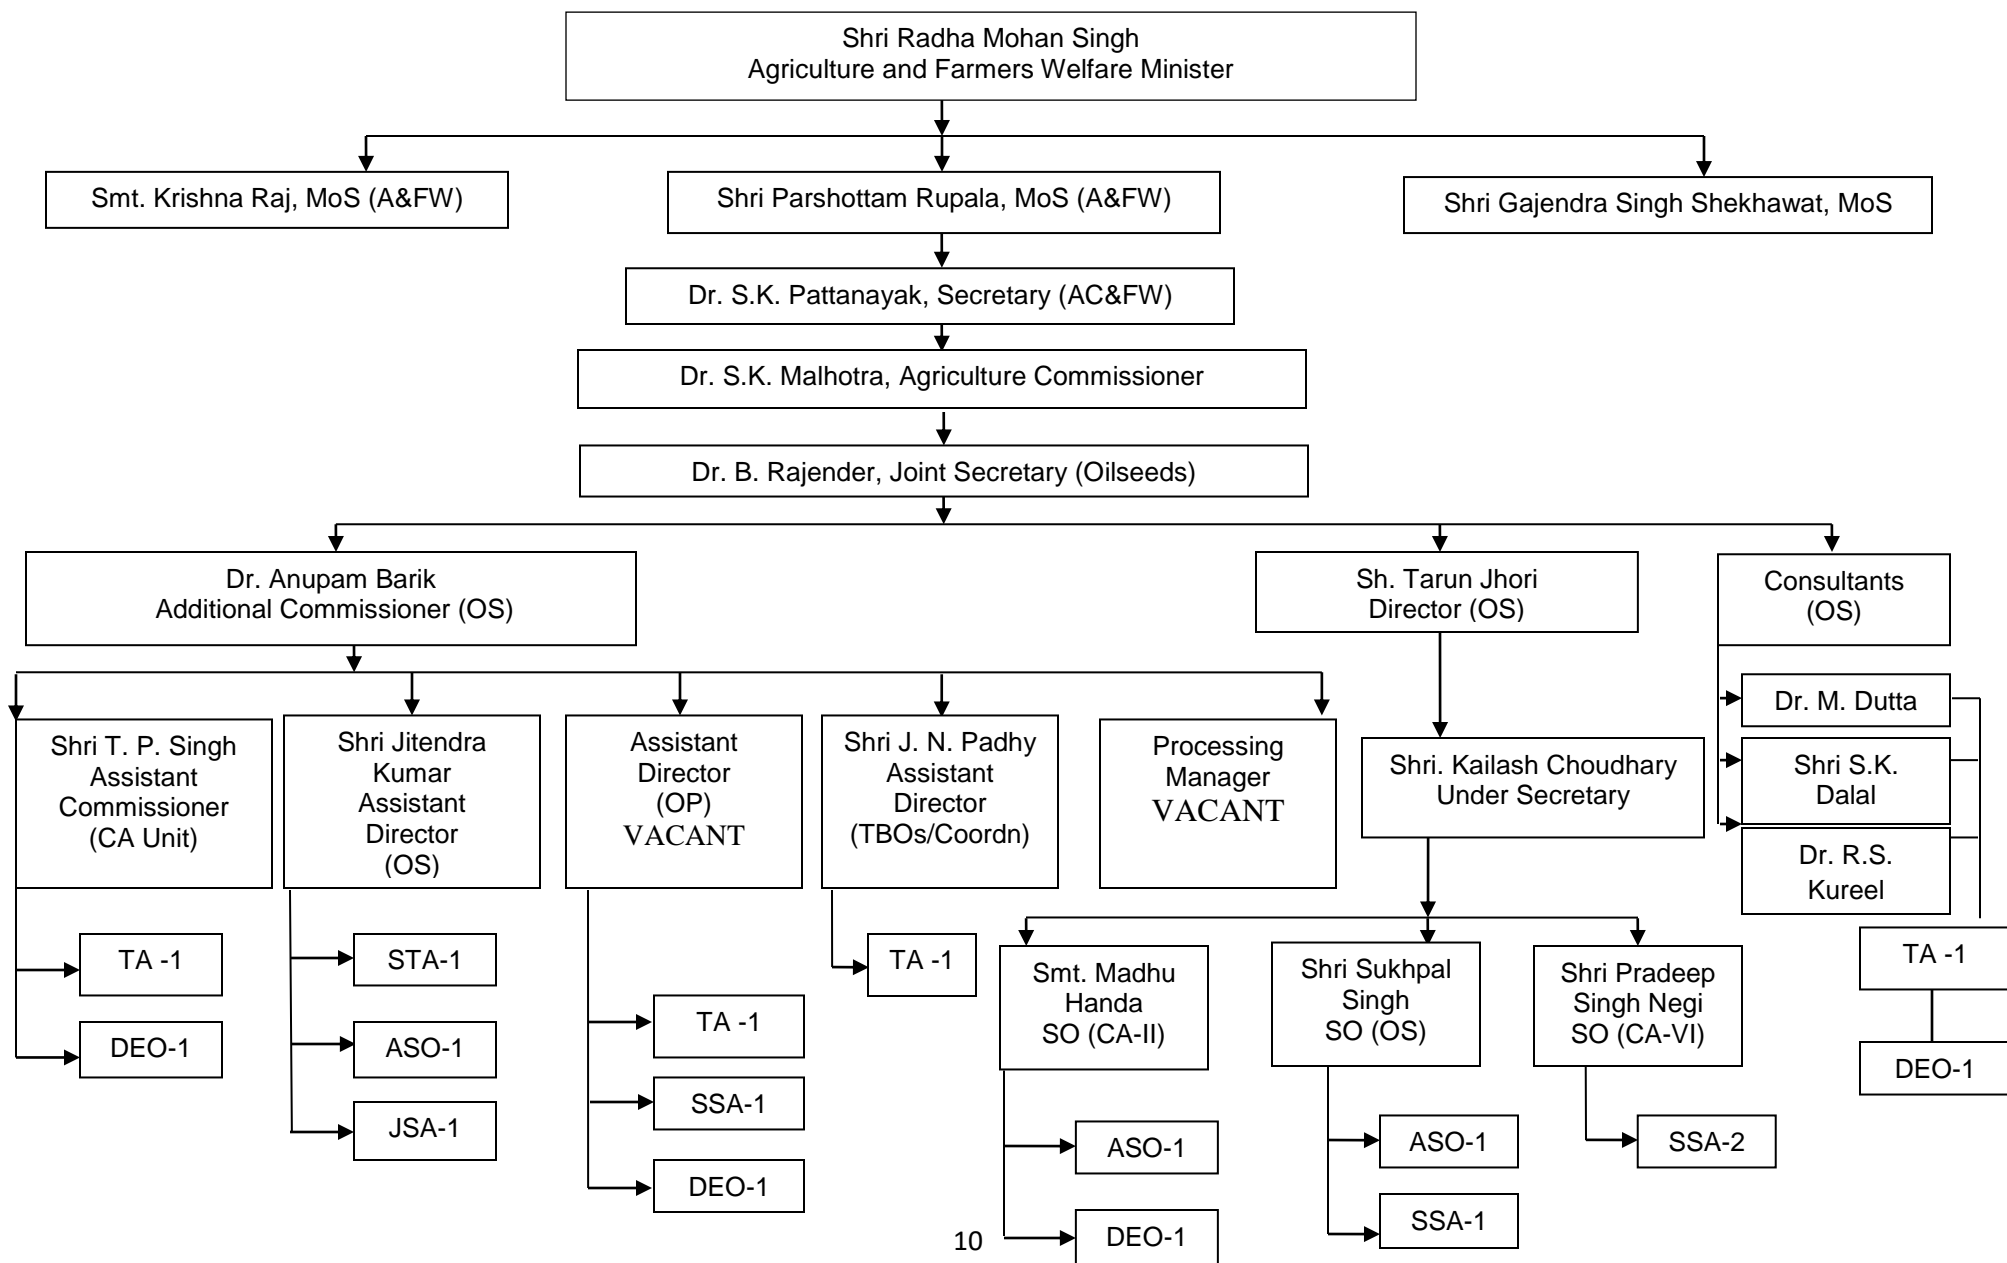 Shri Radha Mohan Singh
Agriculture and Farmers Welfare Minister
Smt. Krishna Raj, MoS (A&FW)
Shri Parshottam Rupala, MoS (A&FW)
Shri Gajendra Singh Shekhawat, MoS
Dr. S.K. Pattanayak, Secretary (AC&FW)
Dr. S.K. Malhotra, Agriculture Commissioner
Dr. B. Rajender, Joint Secretary (Oilseeds)
Dr. Anupam Barik
Additional Commissioner (OS)
Sh. Tarun Jhori
Director (OS)
Consultants
(OS)
Shri T. P. Singh
Assistant
Commissioner
(CA Unit)
Shri Jitendra
Kumar
Assistant
Director
(OS)
Assistant
Director
(OP)
VACANT
Shri J. N. Padhy
Assistant
Director
(TBOs/Coordn)
Processing
Manager
VACANT
Shri. Kailash Choudhary
Under Secretary
Dr. M. Dutta
Shri S.K.
Dalal
Dr. R.S.
Kureel
TA -1
DEO-1
STA-1
ASO-1
JSA-1
TA -1
SSA-1
DEO-1
TA -1
Smt. Madhu
Handa
SO (CA-II)
Shri Sukhpal
Singh
SO (OS)
Shri Pradeep
Singh Negi
SO (CA-VI)
TA -1
DEO-1
ASO-1
DEO-1
ASO-1
SSA-1
SSA-2
10